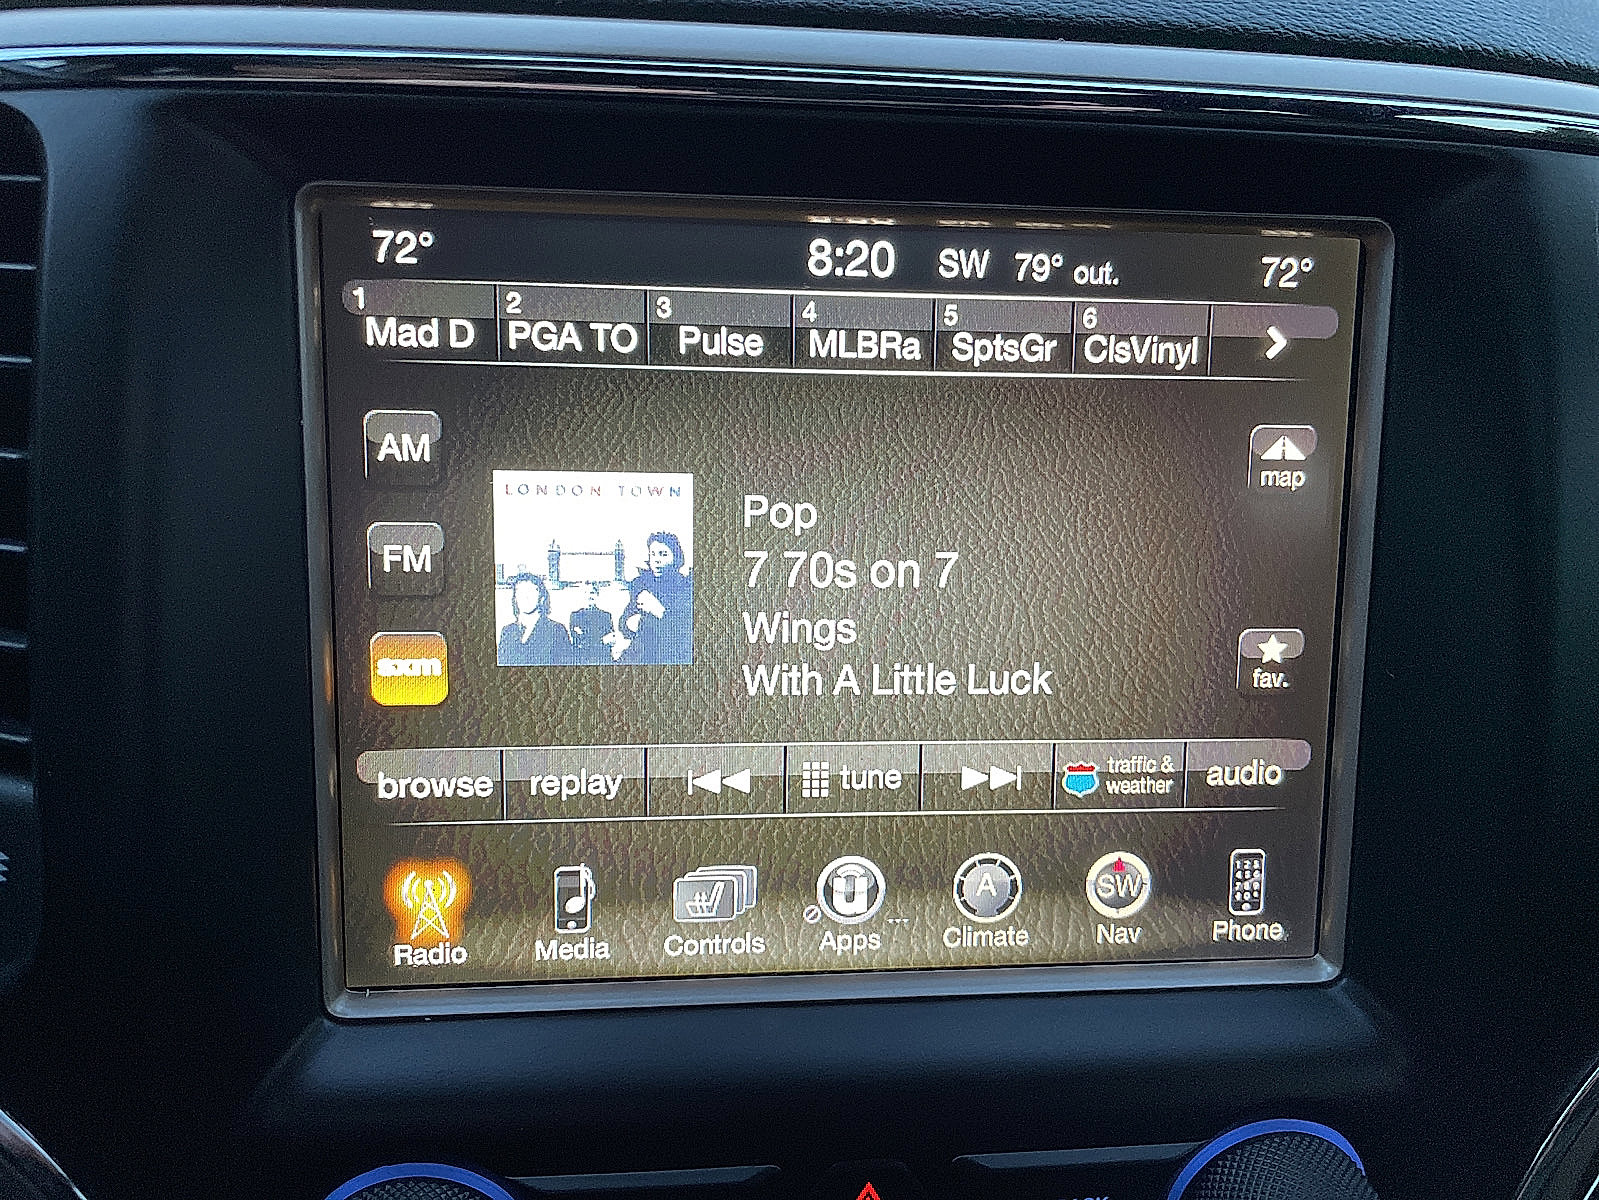 72° 8:20 SW 79° out. 72°
1 2 3 4 5 6
Mad D PGA TO Pulse MLBRa SptsGr ClsVinyl
AM
map
LONDON TOWN
Pop
FM
7 70s on 7
Wings
sxm
With A Little Luck
fav.
browse replay tune traffic & weather audio
A SW
Radio Media Controls Apps Climate Nav Phone